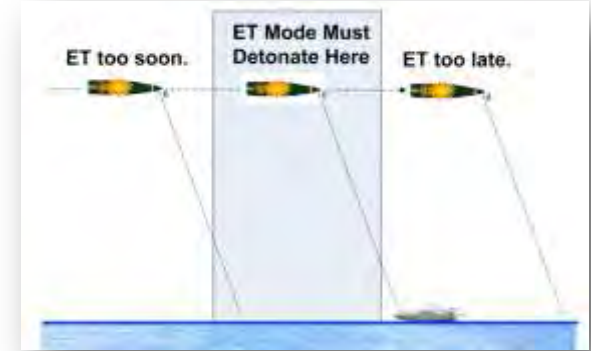 ET too soon.
ET Mode Must
Detonate Here
ET too late.